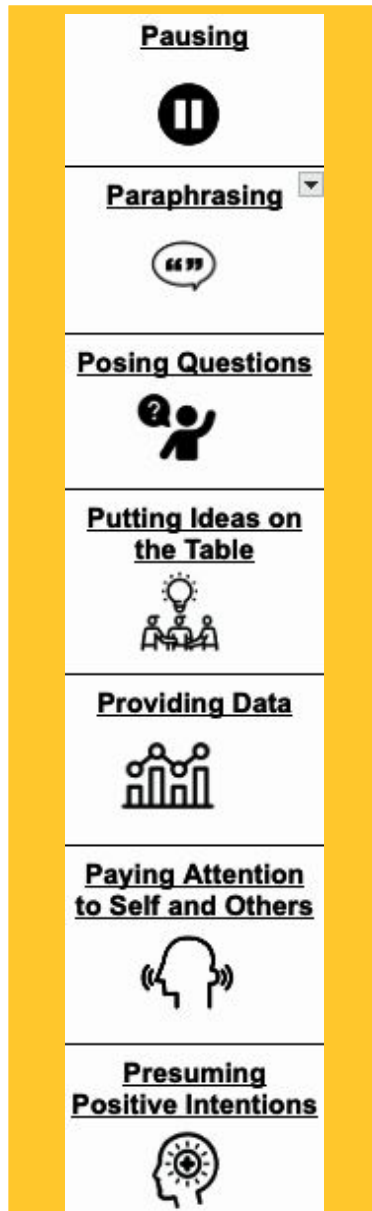 Pausing
Paraphrasing
Posing Questions
?
Putting Ideas on
the Table
Providing Data
Paying Attention
to Self and Others
Presuming
Positive Intentions